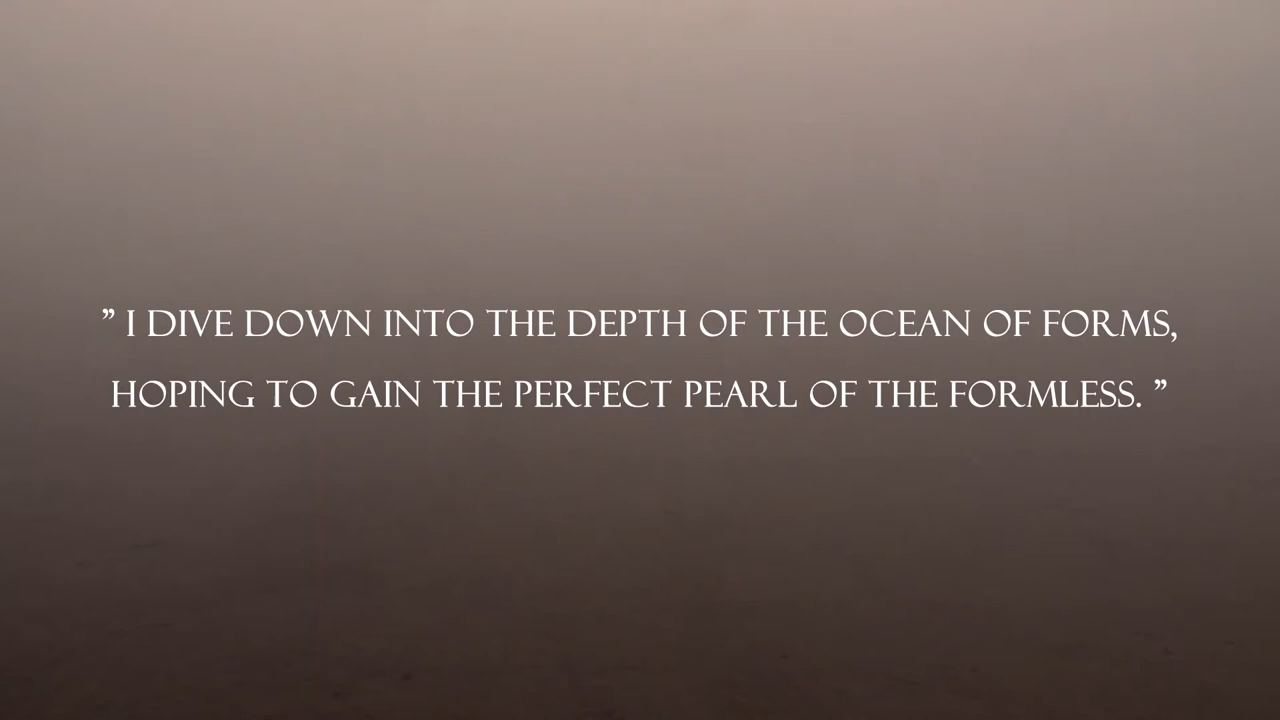 ” I DIVE DOWN INTO THE DEPTH OF THE OCEAN OF FORMS,
HOPING TO GAIN THE PERFECT PEARL OF THE FORMLESS. ”